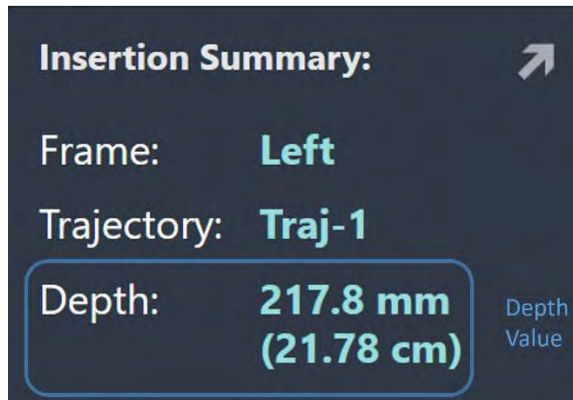 Insertion Summary:
Frame: Left
Trajectory: Traj-1
Depth: 217.8 mm
(21.78 cm)
Depth
Value